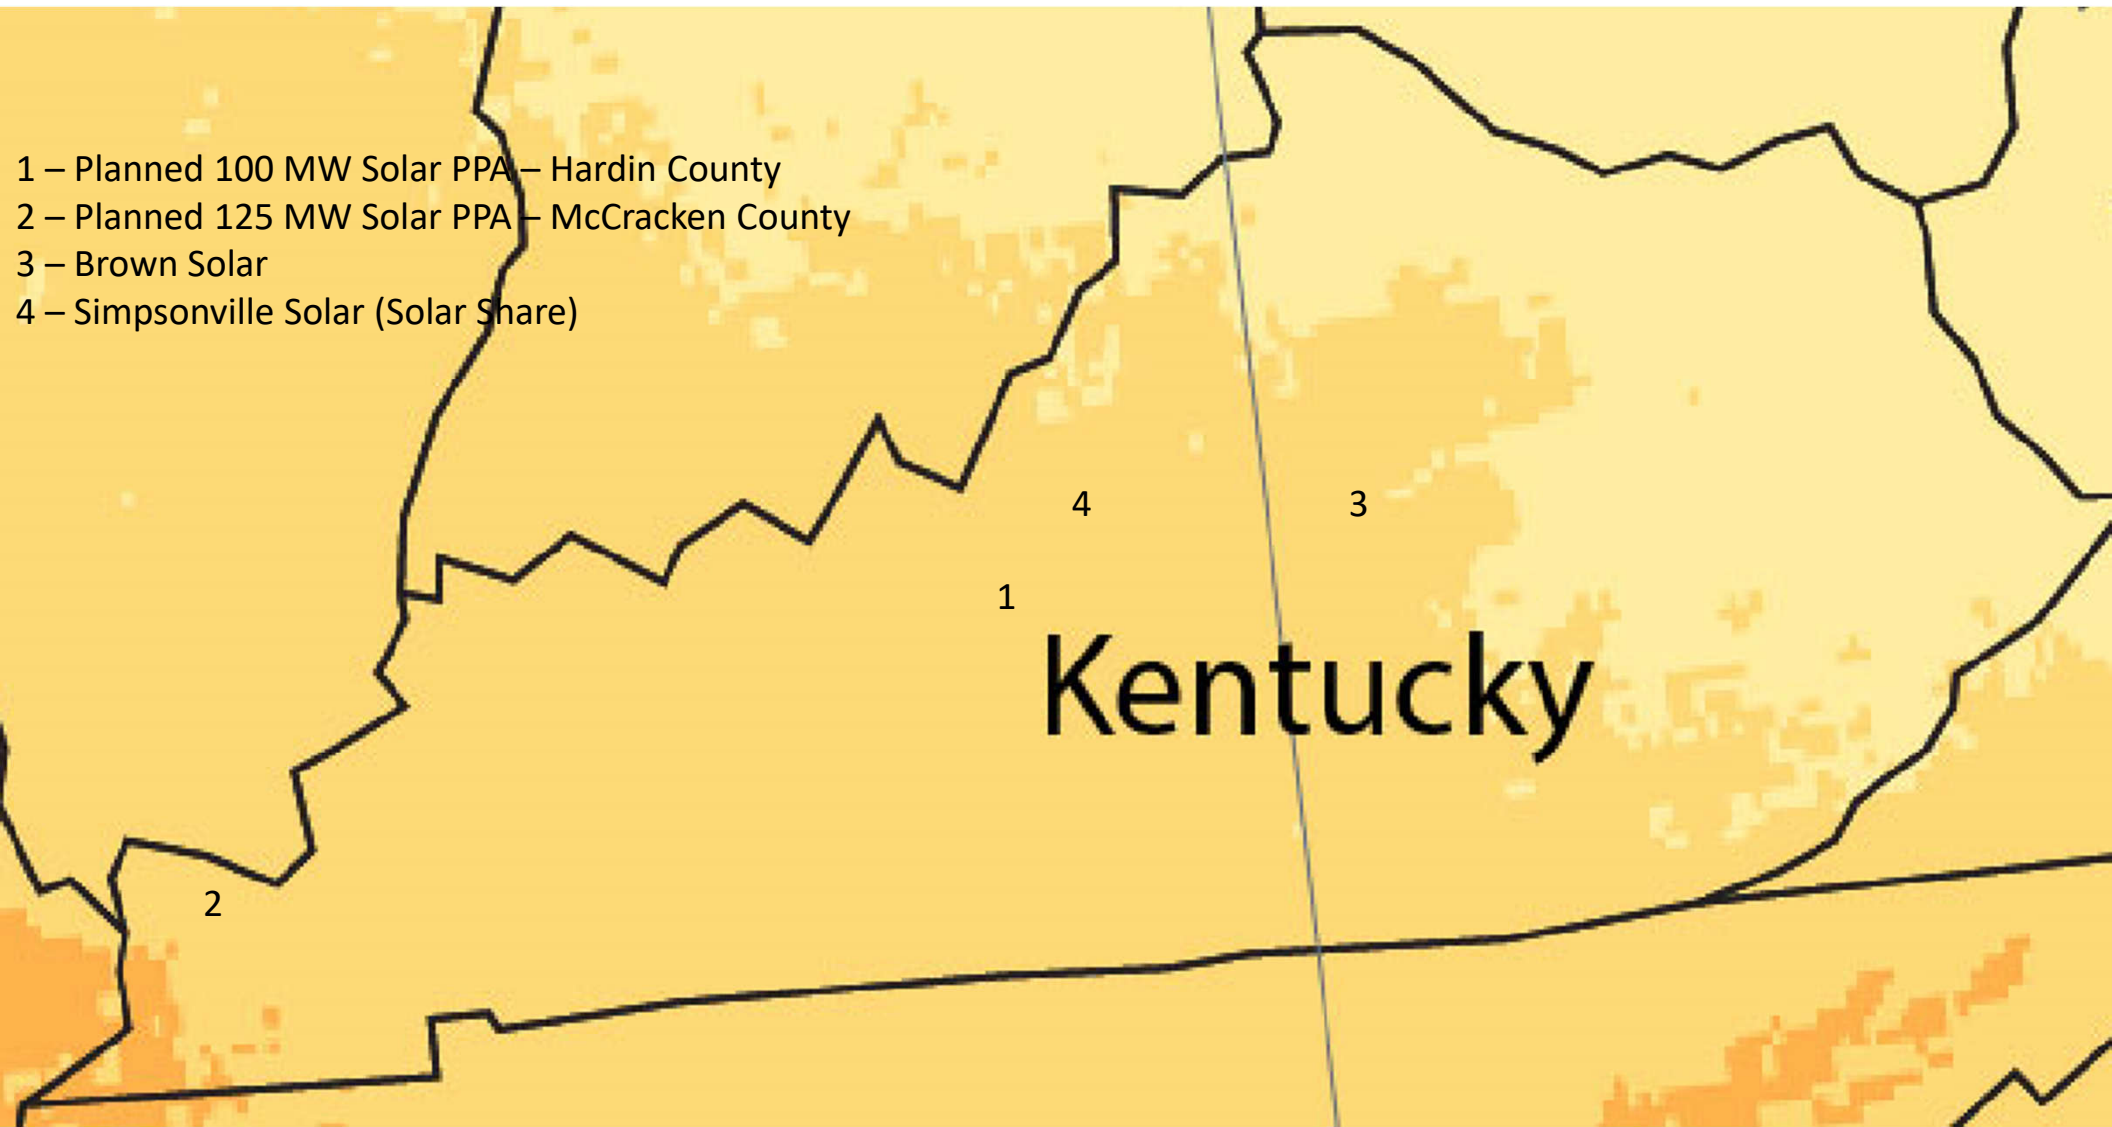 1 – Planned 100 MW Solar PPA – Hardin County
2 – Planned 125 MW Solar PPA – McCracken County
3 – Brown Solar
4 – Simpsonville Solar (Solar Share)
4
3
1
Kentucky
2